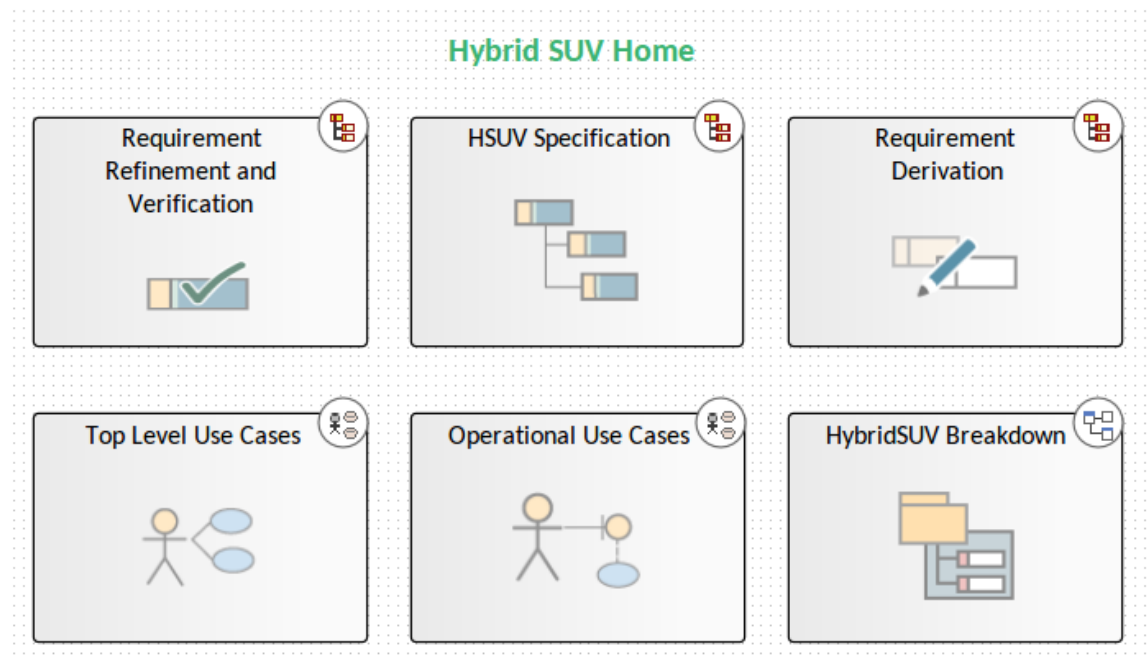 Hybrid SUV Home
Requirement
Refinement and
Verification
HSUV Specification
Requirement
Derivation
Top Level Use Cases
Operational Use Cases
HybridSUV Breakdown